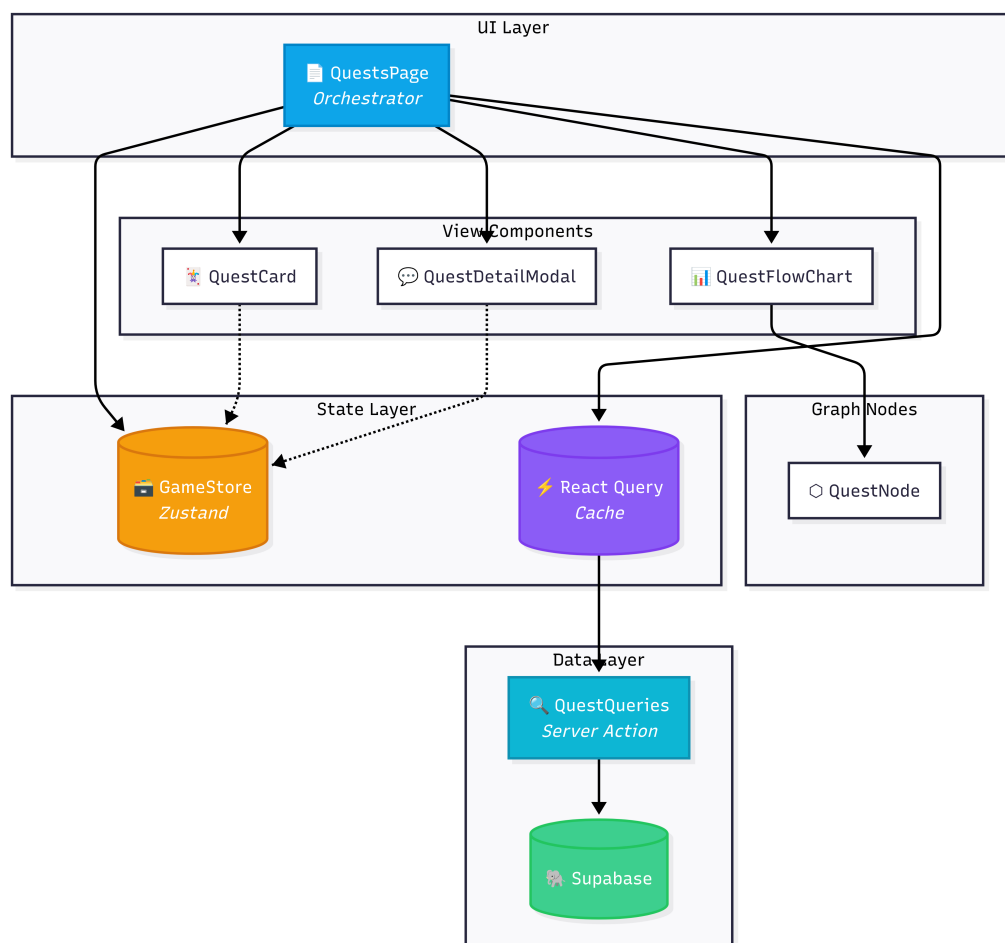 UI Layer
📄 QuestsPage
Orchestrator
View Components
🃏 QuestCard
💬 QuestDetailModal
📊 QuestFlowChart
State Layer
Graph Nodes
🗃️ GameStore
Zustand
⚡ React Query
Cache
⬡ QuestNode
Data Layer
🔍 QuestQueries
Server Action
🐘 Supabase